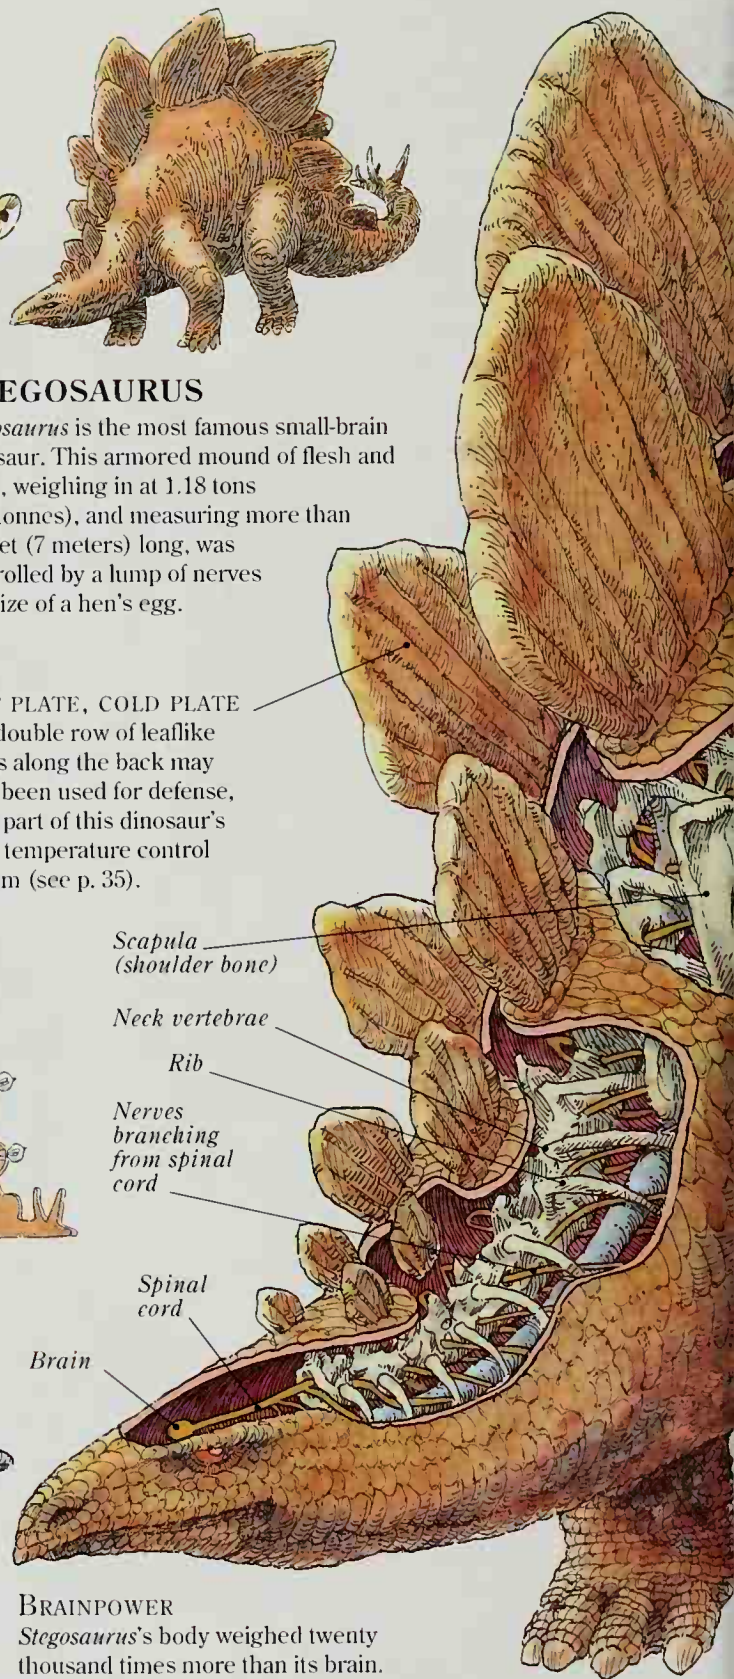 EGOSAURUS
osaurus is the most famous small-brain
saur. This armored mound of flesh and
, weighing in at 1.18 tons
onnes), and measuring more than
et (7 meters) long, was
rolled by a lump of nerves
ize of a hen's egg.
PLATE, COLD PLATE
double row of leaflike
s along the back may
been used for defense,
part of this dinosaur's
temperature control
m (see p. 35).
Scapula
(shoulder bone)
Neck vertebrae
Rib
Nerves
branching
from spinal
cord
Spinal
cord
Brain
BRAINPOWER
Stegosaurus's body weighed twenty
thousand times more than its brain.